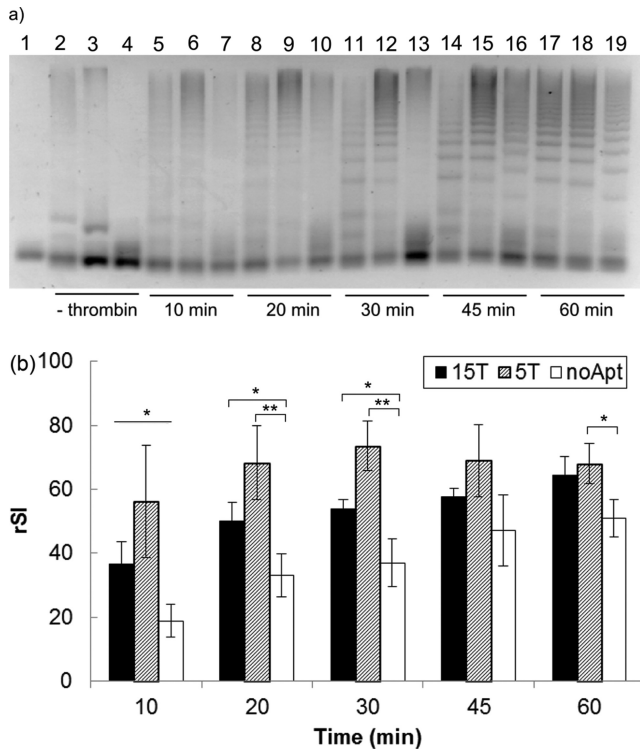 a)
1 2 3 4 5 6 7 8 9 10 11 12 13 14 15 16 17 18 19
- thrombin 10 min 20 min 30 min 45 min 60 min
(b)
100
15T 5T noApt
* * ** * ** *
80
60
rSI
40
20
0
10 20 30 45 60
Time (min)